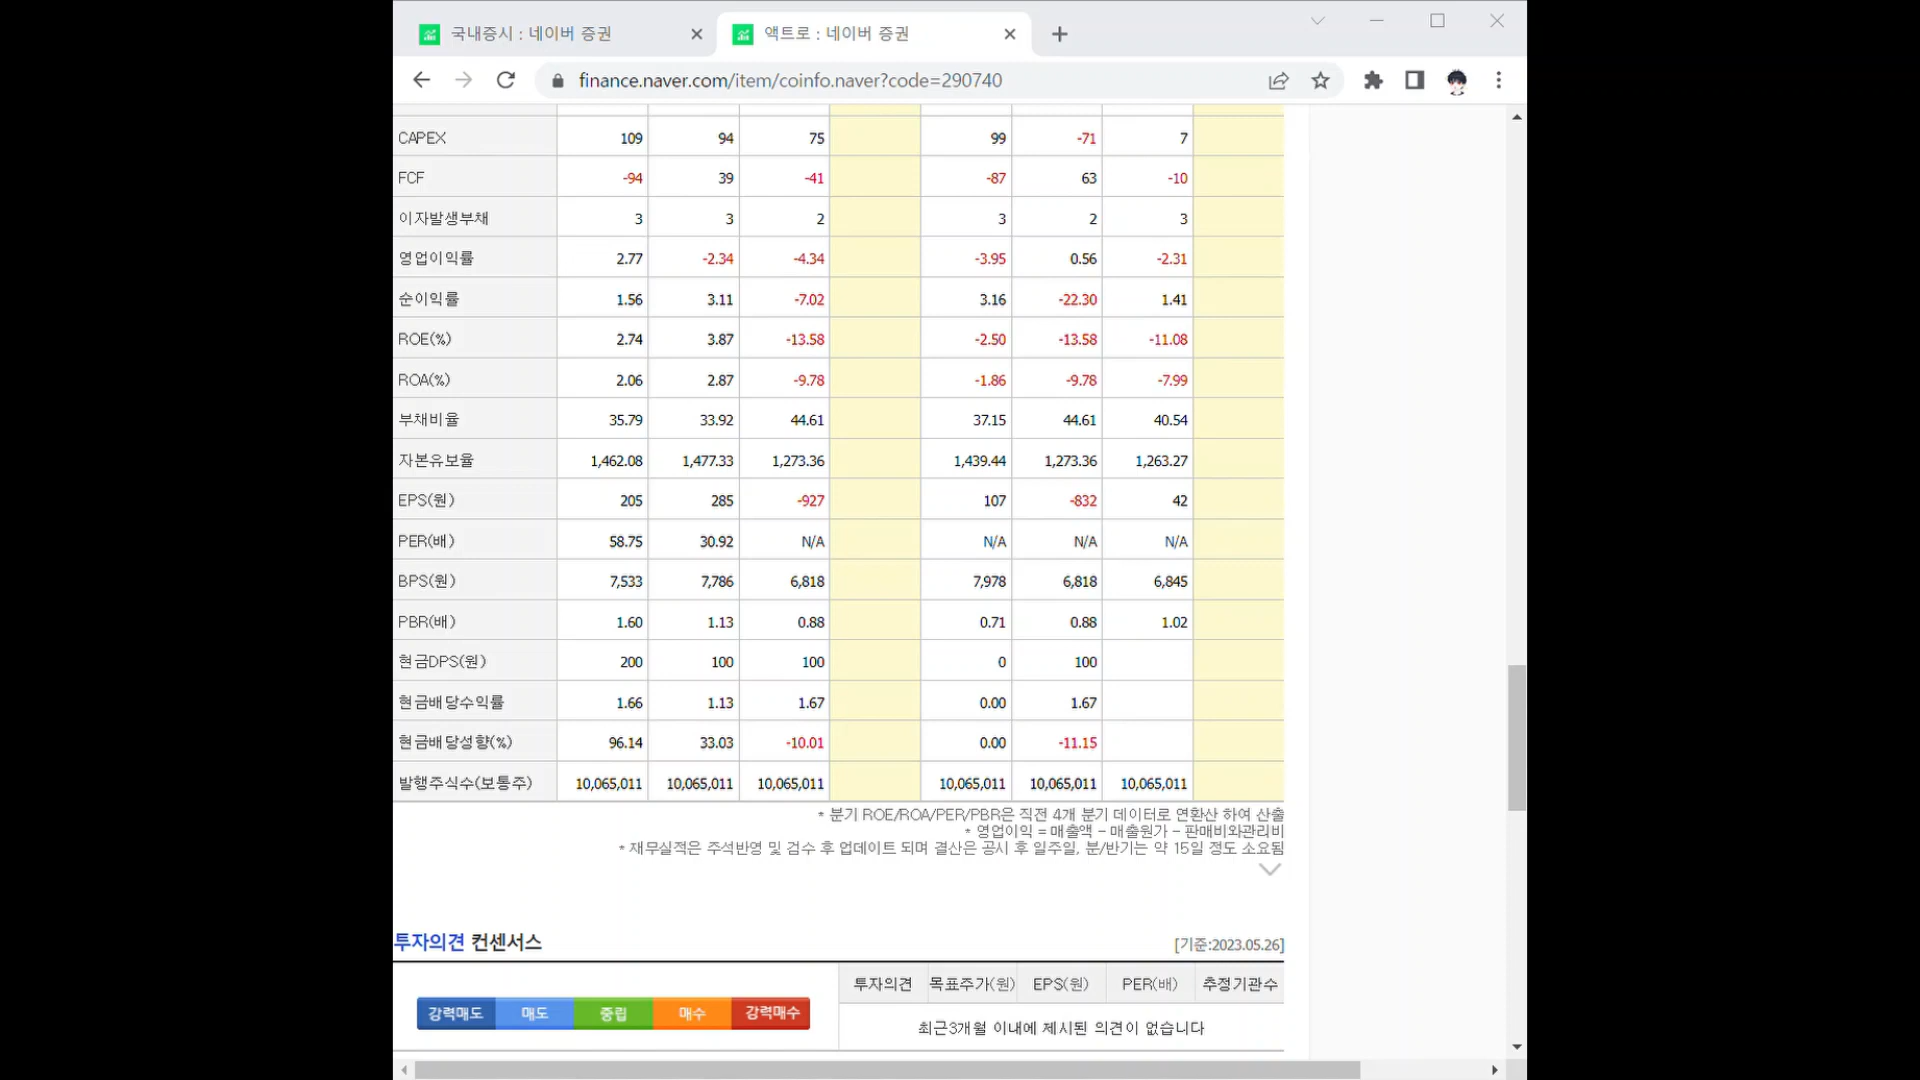 국내증시 : 네이버 증권
액트로 : 네이버 증권
finance.naver.com/item/coinfo.naver?code=290740
CAPEX 109 94 75 99 -71 7
FCF -94 39 -41 -87 63 -10
이자발생부채 3 3 2 3 2 3
영업이익률 2.77 -2.34 -4.34 -3.95 0.56 -2.31
순이익률 1.56 3.11 -7.02 3.16 -22.30 1.41
ROE(%) 2.74 3.87 -13.58 -2.50 -13.58 -11.08
ROA(%) 2.06 2.87 -9.78 -1.86 -9.78 -7.99
부채비율 35.79 33.92 44.61 37.15 44.61 40.54
자본유보율 1,462.08 1,477.33 1,273.36 1,439.44 1,273.36 1,263.27
EPS(원) 205 285 -927 107 -832 42
PER(배) 58.75 30.92 N/A N/A N/A N/A
BPS(원) 7,533 7,786 6,818 7,978 6,818 6,845
PBR(배) 1.60 1.13 0.88 0.71 0.88 1.02
현금DPS(원) 200 100 100 0 100
현금배당수익률 1.66 1.13 1.67 0.00 1.67
현금배당성향(%) 96.14 33.03 -10.01 0.00 -11.15
발행주식수(보통주) 10,065,011 10,065,011 10,065,011 10,065,011 10,065,011 10,065,011
* 분기 ROE/ROA/PER/PBR은 직전 4개 분기 데이터로 연환산 하여 산출
* 영업이익 = 매출액 - 매출원가 - 판매비와관리비
* 재무실적은 주석반영 및 검수 후 업데이트 되며 결산은 공시 후 일주일, 분/반기는 약 15일 정도 소요됨
투자의견 컨센서스 [기준:2023.05.26]
투자의견 목표주가(원) EPS(원) PER(배) 추정기관수
강력매도 매도 중립 매수 강력매수
최근3개월 이내에 제시된 의견이 없습니다